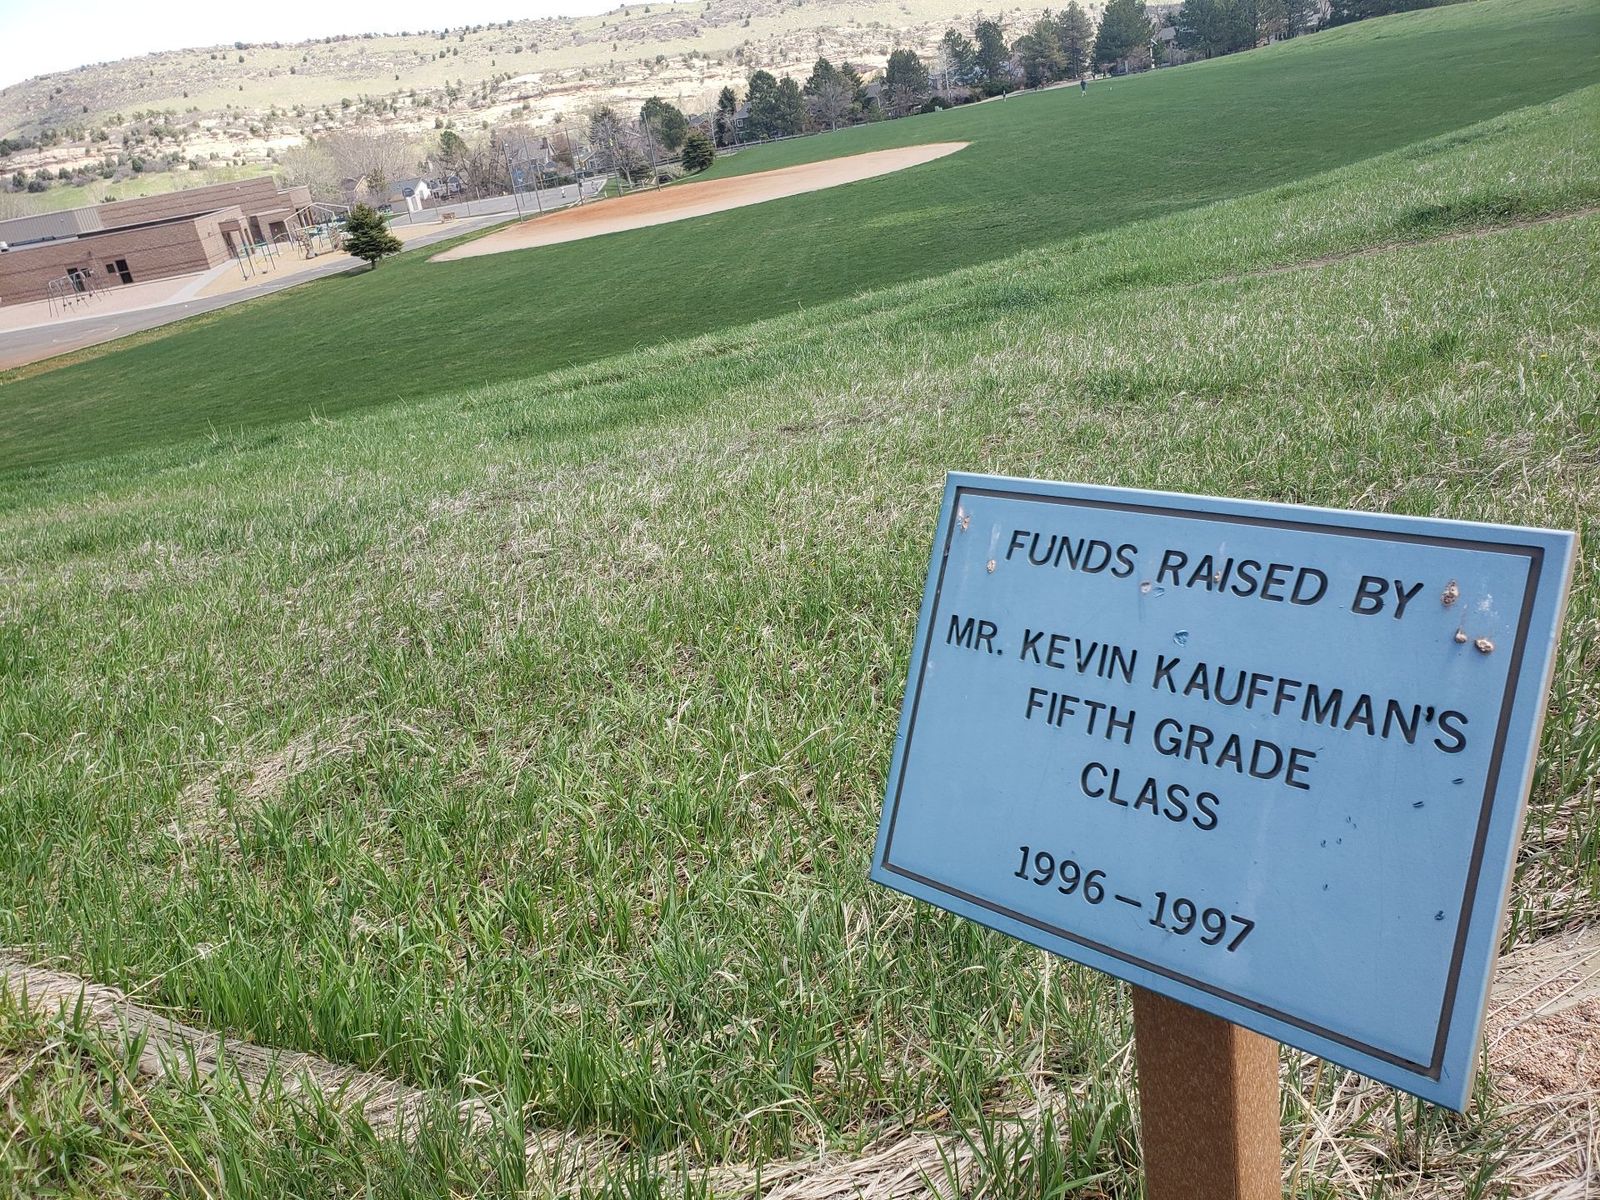 FUNDS RAISED BY
MR. KEVIN KAUFFMAN'S
FIFTH GRADE
CLASS
1996–1997